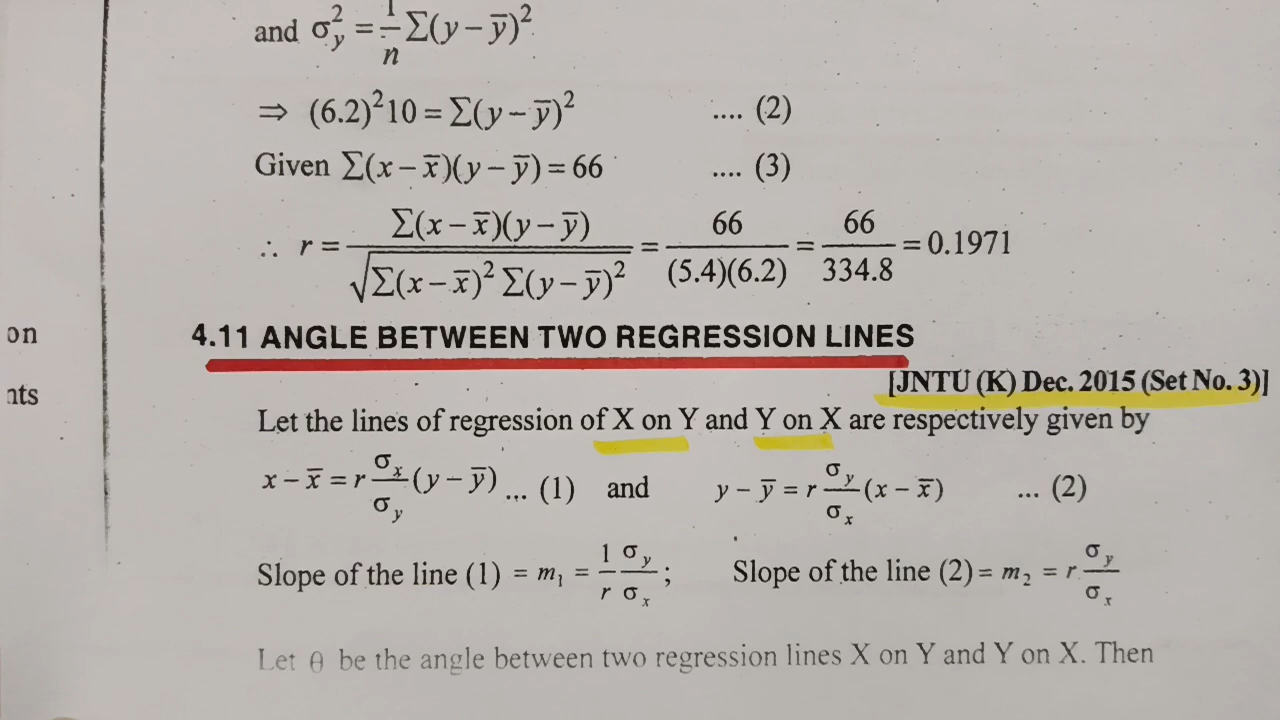 and σ_y^2 = 1/n Σ(y − ȳ)^2
⇒ (6.2)^2 10 = Σ(y − ȳ)^2 .... (2)
Given Σ(x − x̄)(y − ȳ) = 66 .... (3)
∴ r = Σ(x − x̄)(y − ȳ) / √(Σ(x − x̄)^2 Σ(y − ȳ)^2) = 66 / (5.4)(6.2) = 66 / 334.8 = 0.1971
on
4.11 ANGLE BETWEEN TWO REGRESSION LINES
[JNTU (K) Dec. 2015 (Set No. 3)]
Let the lines of regression of X on Y and Y on X are respectively given by
x − x̄ = r σ_x/σ_y (y − ȳ) ... (1) and y − ȳ = r σ_y/σ_x (x − x̄) ... (2)
Slope of the line (1) = m_1 = 1/r σ_y/σ_x ; Slope of the line (2) = m_2 = r σ_y/σ_x
Let θ be the angle between two regression lines X on Y and Y on X. Then